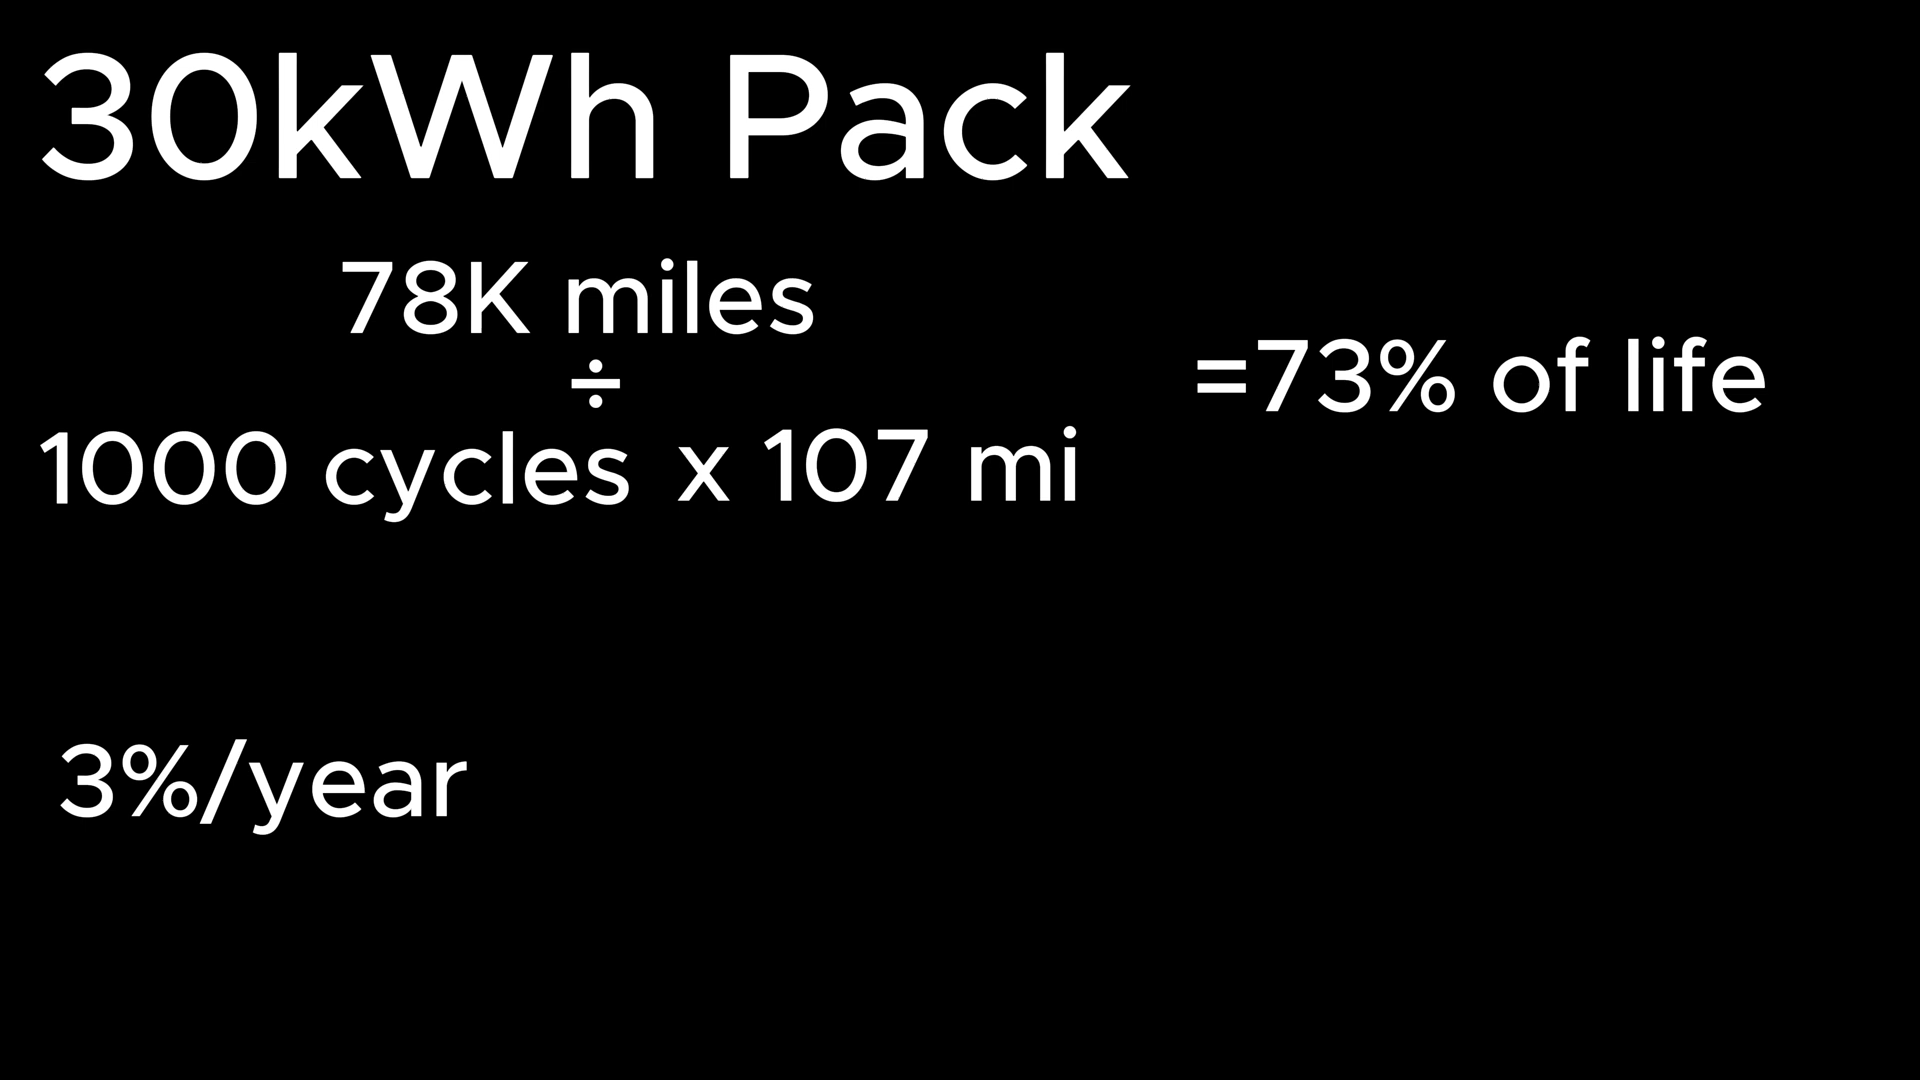 30kWh Pack
78K miles
÷
1000 cycles x 107 mi
=73% of life
3%/year